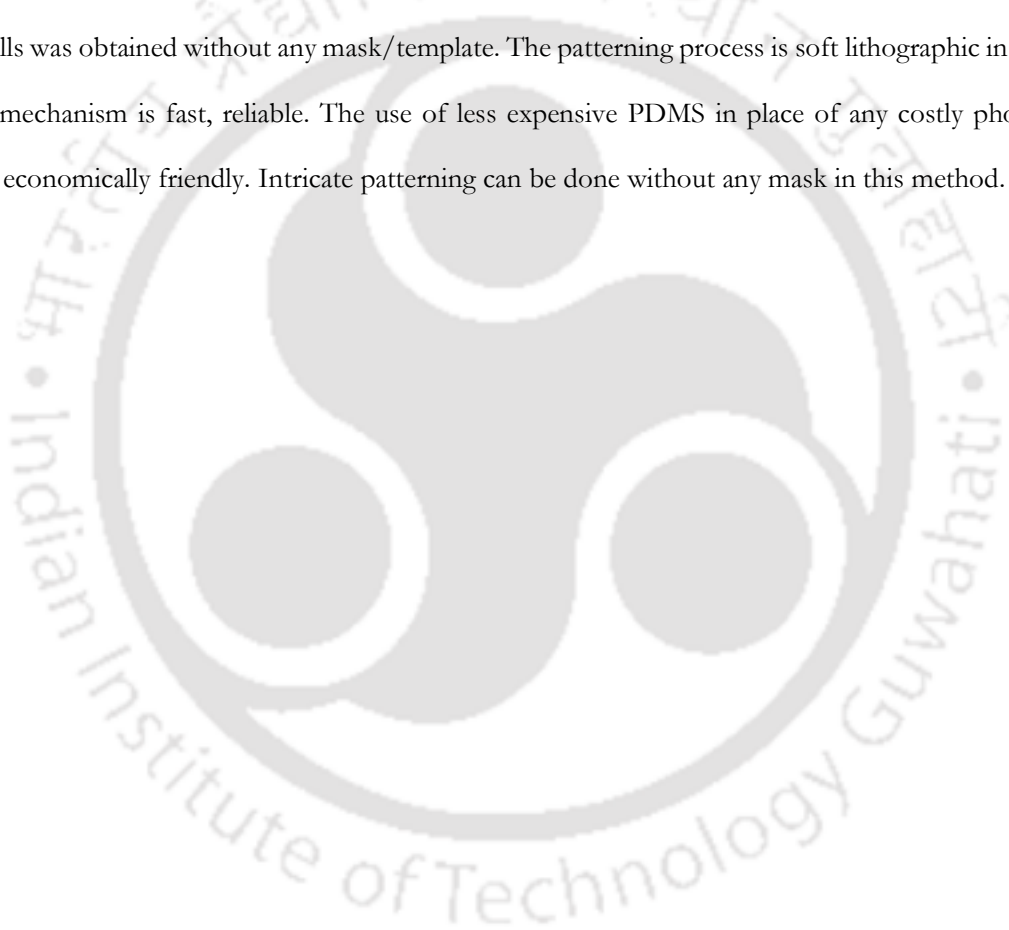 lls was obtained without any mask/template. The patterning process is soft lithographic in
mechanism is fast, reliable. The use of less expensive PDMS in place of any costly pho
economically friendly. Intricate patterning can be done without any mask in this method.
Indian Institute of Technology Guwahati